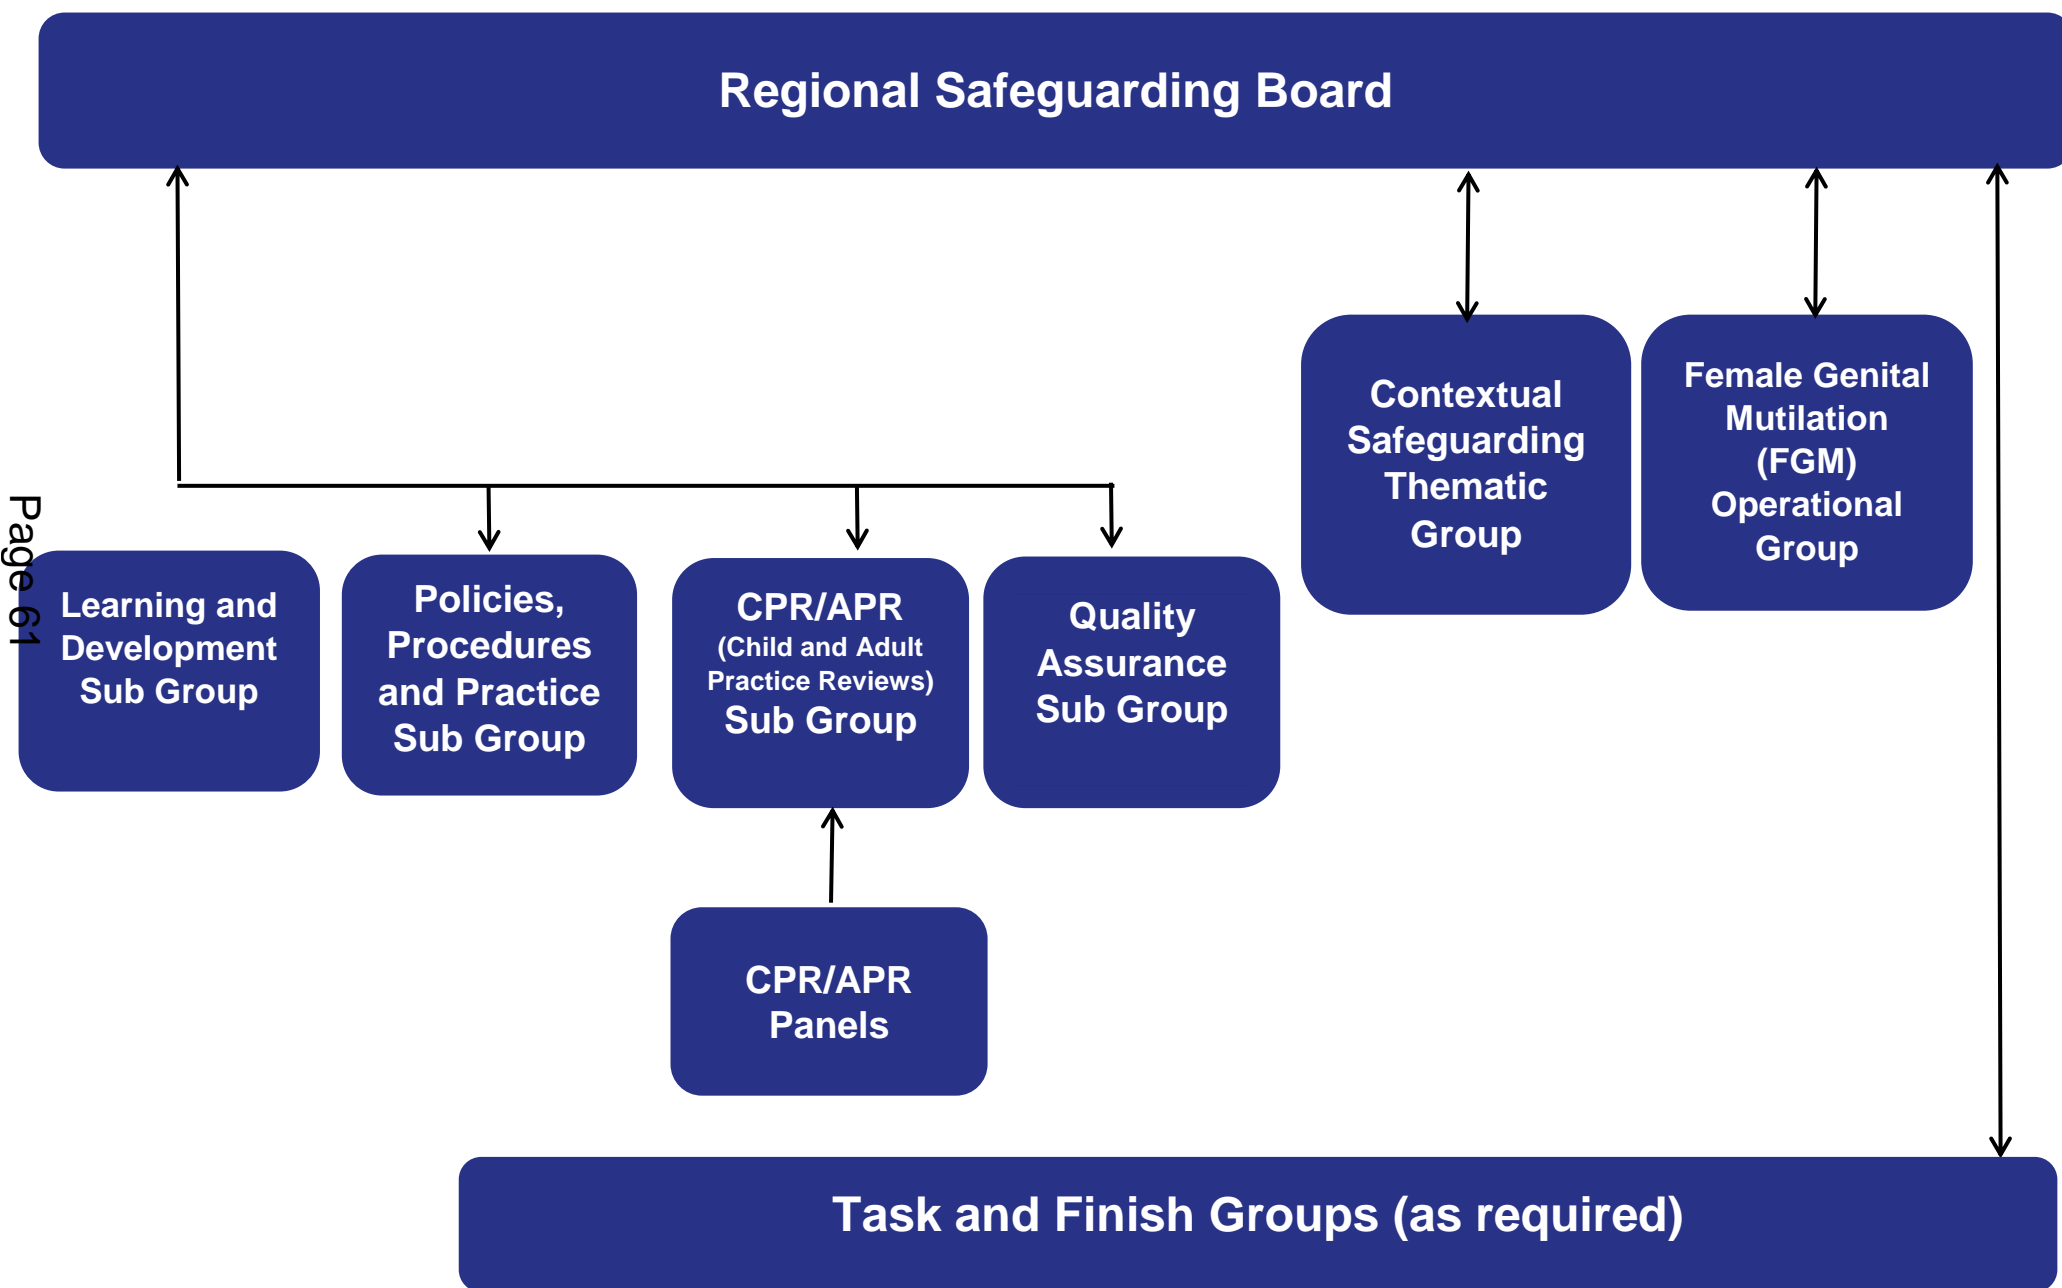 Regional Safeguarding Board
Contextual
Safeguarding
Thematic
Group
Female Genital
Mutilation
(FGM)
Operational
Group
Page 61
Learning and
Development
Sub Group
Policies,
Procedures
and Practice
Sub Group
CPR/APR
(Child and Adult
Practice Reviews)
Sub Group
Quality
Assurance
Sub Group
CPR/APR
Panels
Task and Finish Groups (as required)